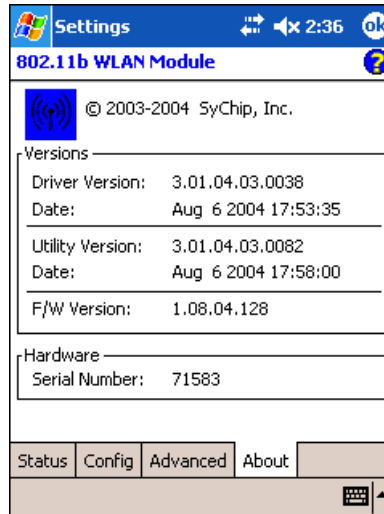 Settings 2:36 ok
802.11b WLAN Module ?
© 2003-2004 SyChip, Inc.
Versions
Driver Version: 3.01.04.03.0038
Date: Aug 6 2004 17:53:35
Utility Version: 3.01.04.03.0082
Date: Aug 6 2004 17:58:00
F/W Version: 1.08.04.128
Hardware
Serial Number: 71583
Status Config Advanced About